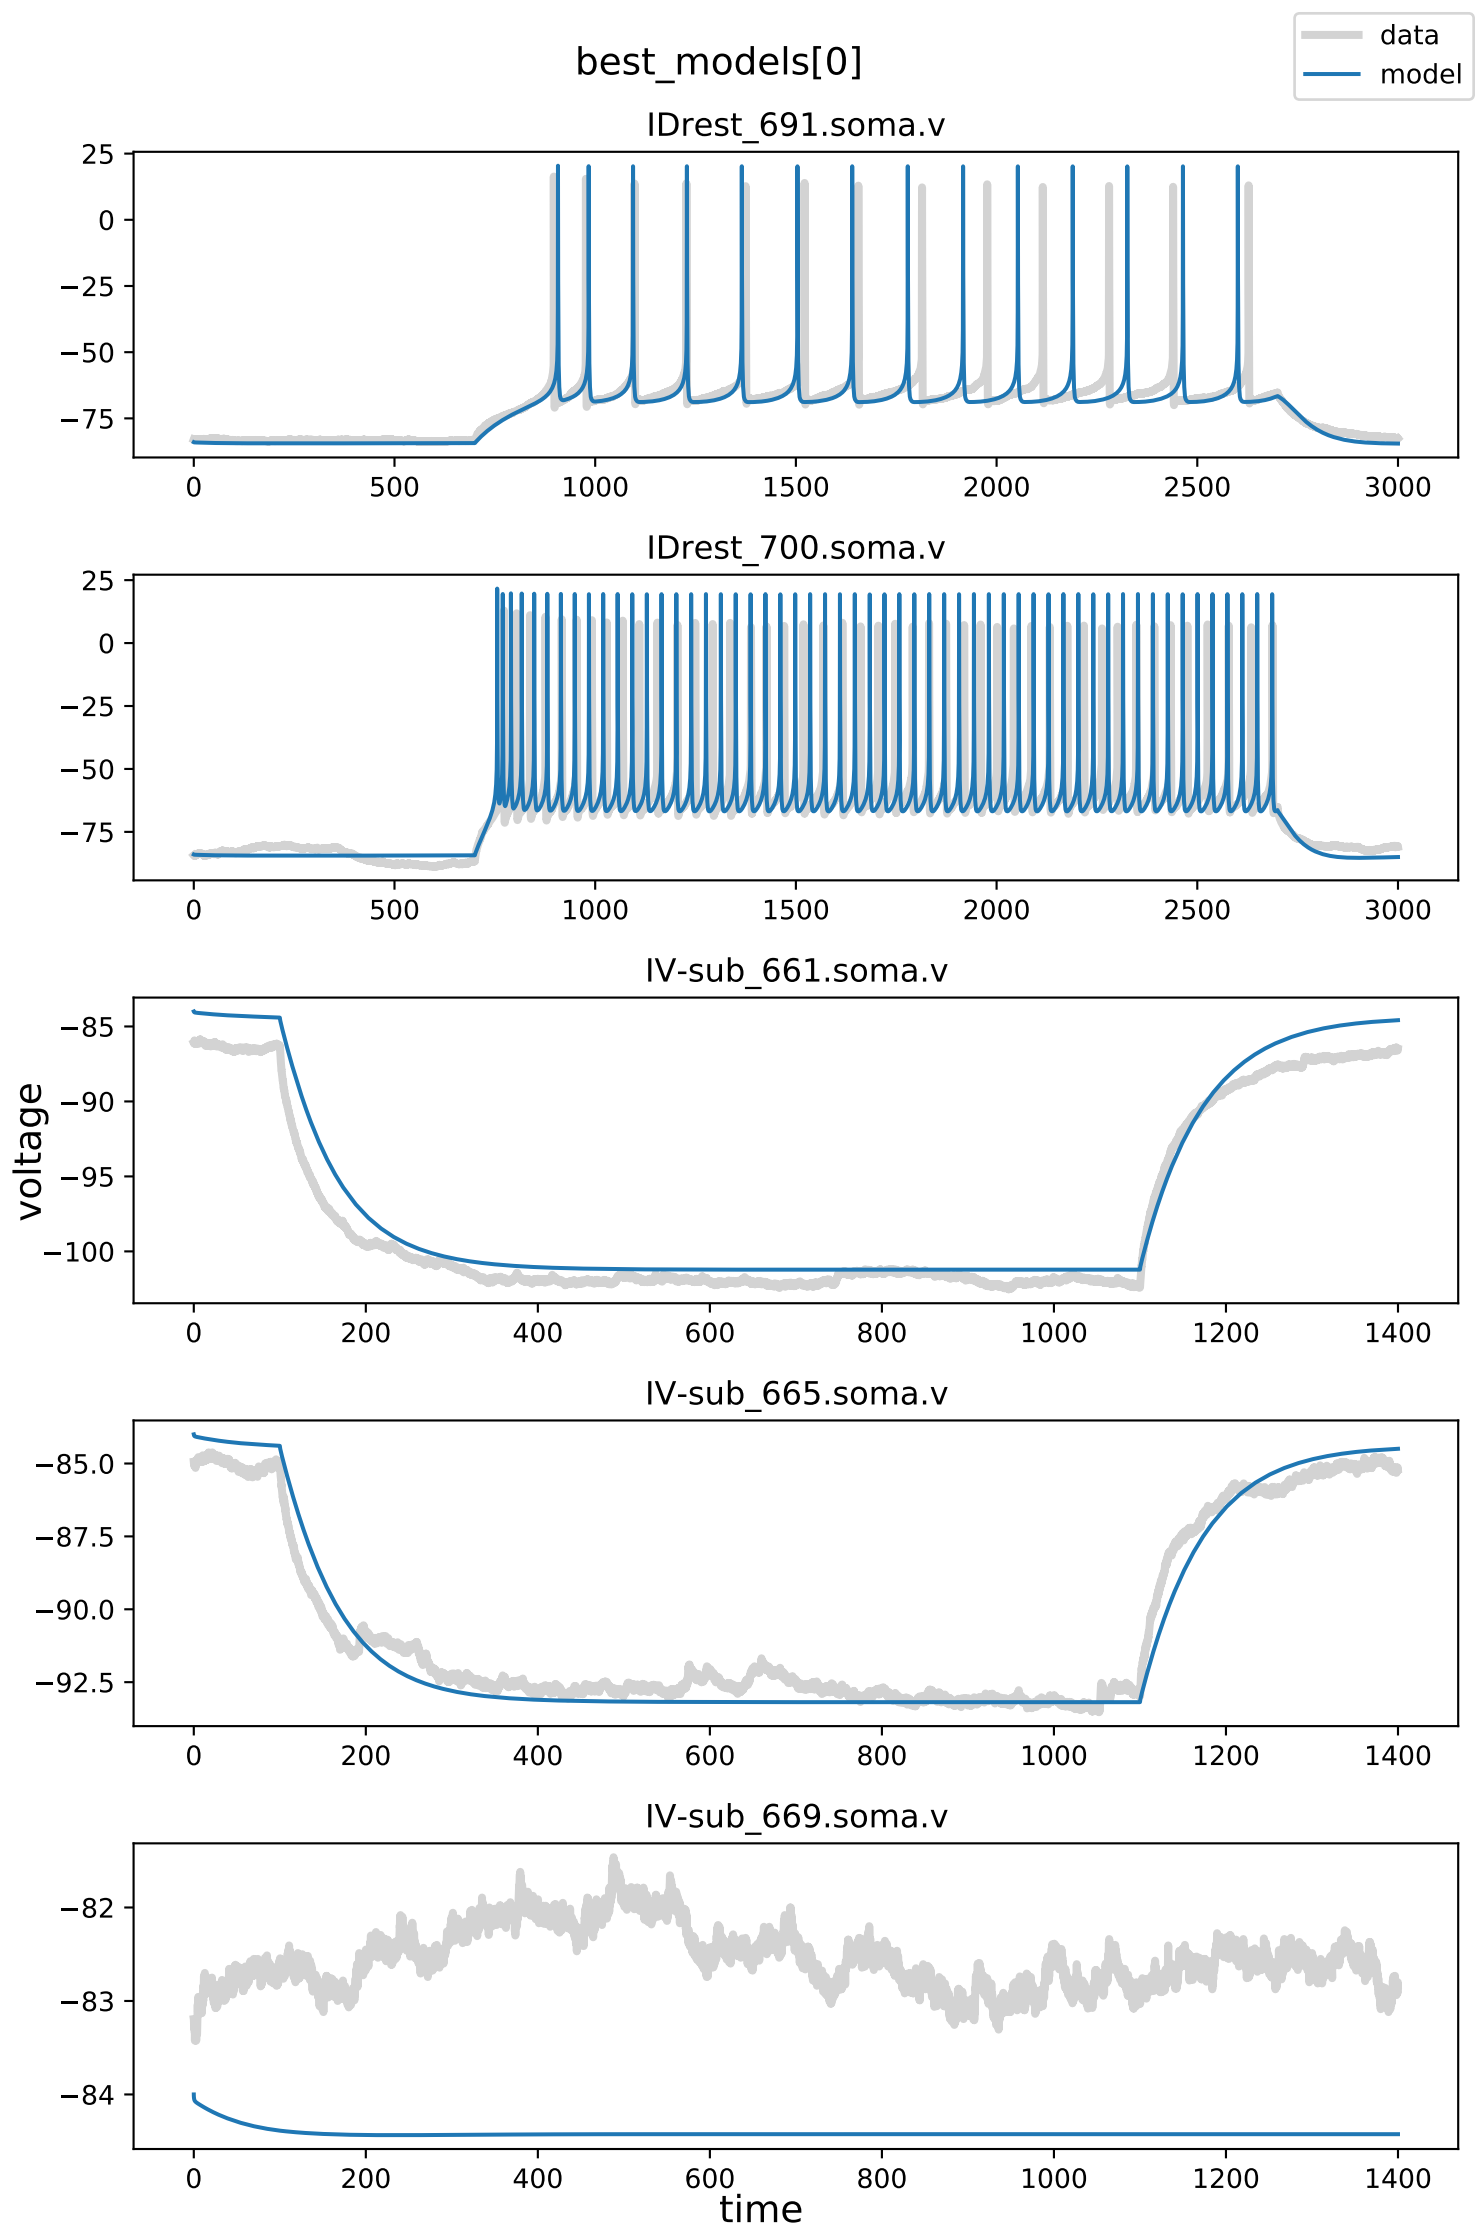 best_models[0]
data
model
IDrest_691.soma.v
25
0
−25
−50
−75
0 500 1000 1500 2000 2500 3000
IDrest_700.soma.v
25
0
−25
−50
−75
0 500 1000 1500 2000 2500 3000
IV-sub_661.soma.v
−85
−90
−95
−100
0 200 400 600 800 1000 1200 1400
voltage
IV-sub_665.soma.v
−85.0
−87.5
−90.0
−92.5
0 200 400 600 800 1000 1200 1400
IV-sub_669.soma.v
−82
−83
−84
0 200 400 600 800 1000 1200 1400
time